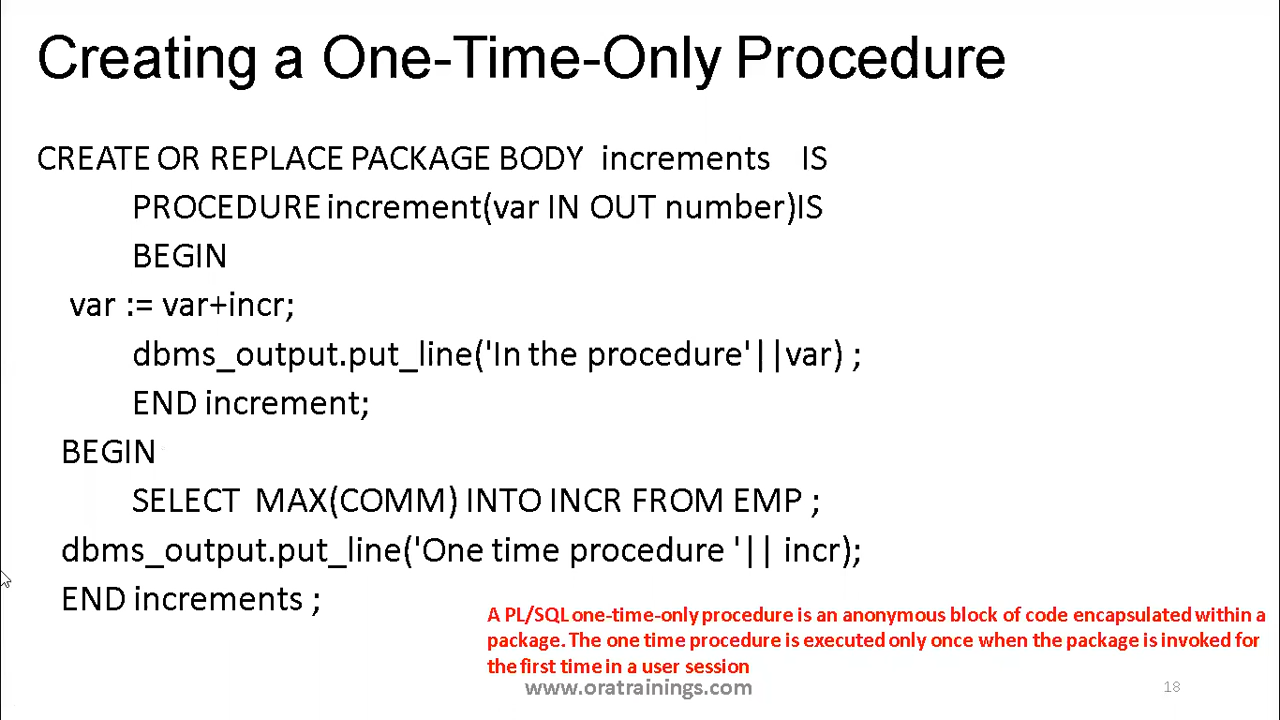 Creating a One-Time-Only Procedure
CREATE OR REPLACE PACKAGE BODY increments IS
PROCEDURE increment(var IN OUT number)IS
BEGIN
var := var+incr;
dbms_output.put_line('In the procedure'||var) ;
END increment;
BEGIN
SELECT MAX(COMM) INTO INCR FROM EMP ;
dbms_output.put_line('One time procedure '|| incr);
END increments ;
A PL/SQL one-time-only procedure is an anonymous block of code encapsulated within a
package. The one time procedure is executed only once when the package is invoked for
the first time in a user session
www.oratrainings.com
18